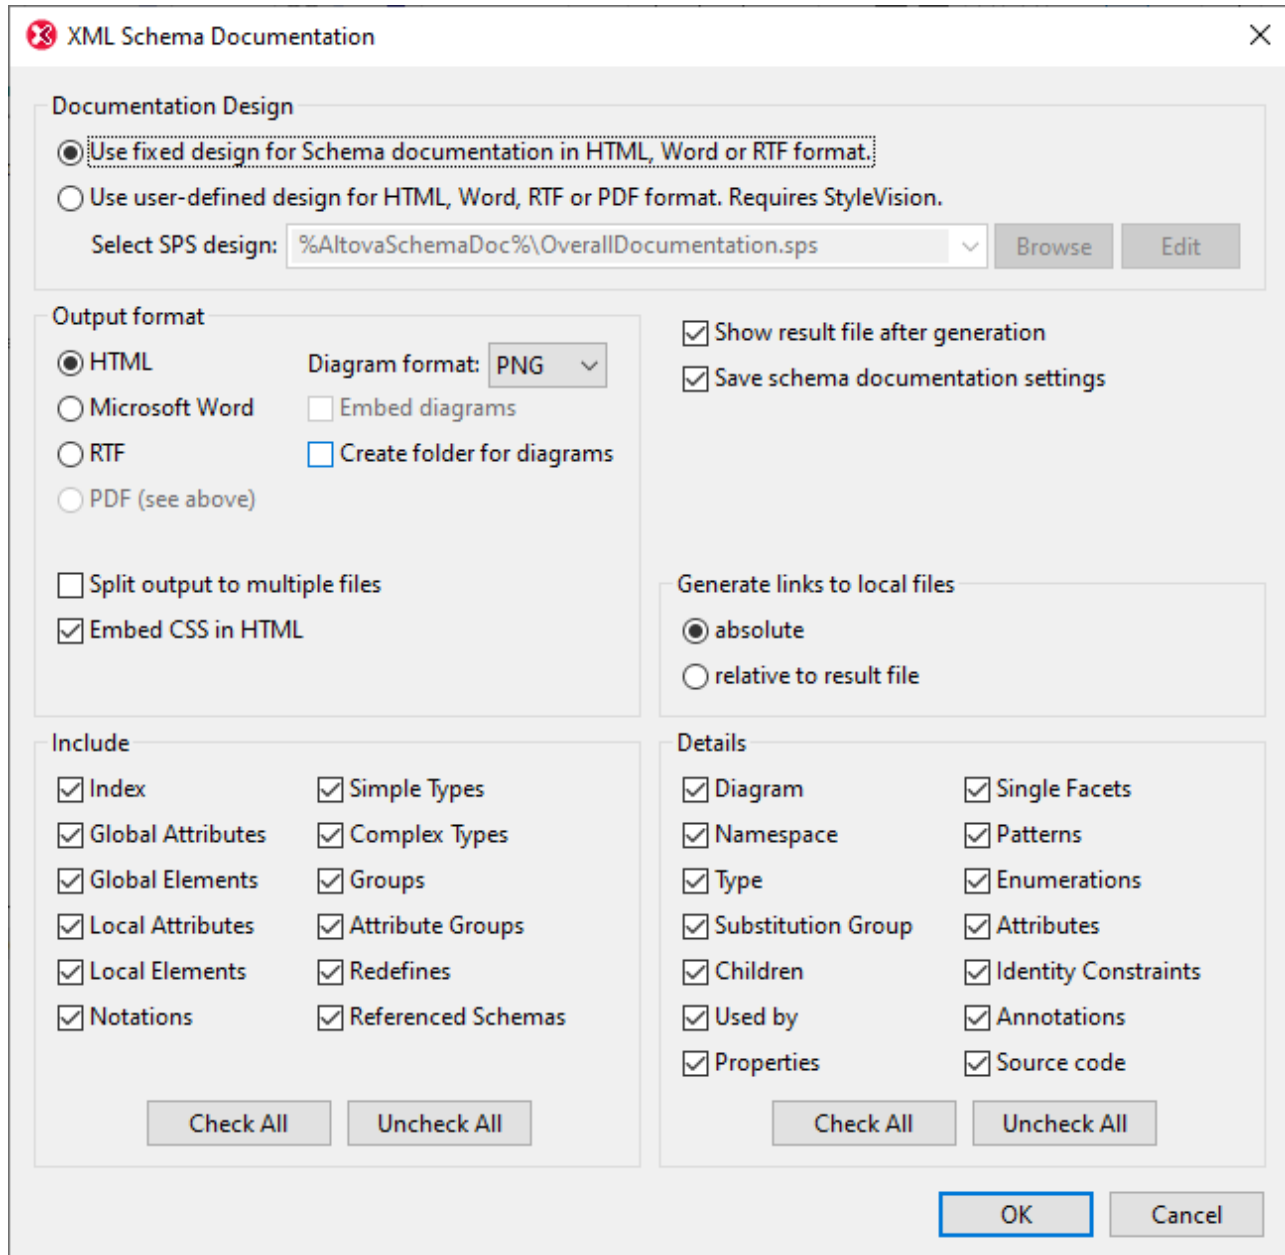 XML Schema Documentation
Documentation Design
Use fixed design for Schema documentation in HTML, Word or RTF format.
Use user-defined design for HTML, Word, RTF or PDF format. Requires StyleVision.
Select SPS design: %AltovaSchemaDoc%\OverallDocumentation.sps Browse Edit
Output format
HTML Diagram format: PNG
Microsoft Word Embed diagrams
RTF Create folder for diagrams
PDF (see above)
Split output to multiple files
Embed CSS in HTML
Show result file after generation
Save schema documentation settings
Generate links to local files
absolute
relative to result file
Include
Index Simple Types
Global Attributes Complex Types
Global Elements Groups
Local Attributes Attribute Groups
Local Elements Redefines
Notations Referenced Schemas
Check All Uncheck All
Details
Diagram Single Facets
Namespace Patterns
Type Enumerations
Substitution Group Attributes
Children Identity Constraints
Used by Annotations
Properties Source code
Check All Uncheck All
OK Cancel